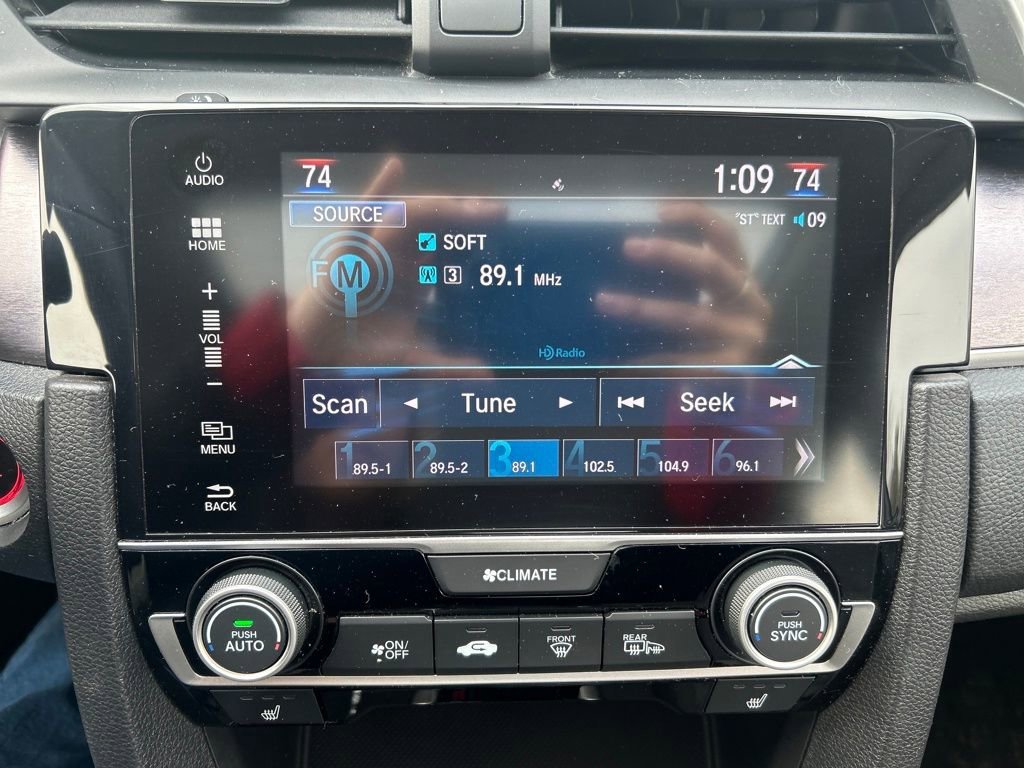 AUDIO
HOME
+
VOL
−
MENU
BACK
74 1:09 74
SOURCE "ST" TEXT 09
FM SOFT
3 89.1 MHz
HD Radio
Scan Tune Seek
1 89.5-1 2 89.5-2 3 89.1 4 102.5 5 104.9 6 96.1
CLIMATE
PUSH AUTO
ON/OFF
FRONT
REAR
PUSH SYNC